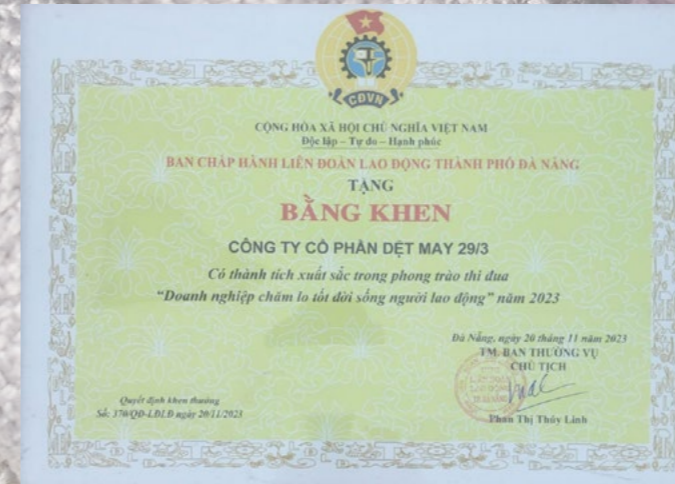 CĐVN
CỘNG HÒA XÃ HỘI CHỦ NGHĨA VIỆT NAM
Độc lập – Tự do – Hạnh phúc
BAN CHẤP HÀNH LIÊN ĐOÀN LAO ĐỘNG THÀNH PHỐ ĐÀ NẴNG
TẶNG
BẰNG KHEN
CÔNG TY CỔ PHẦN DỆT MAY 29/3
Có thành tích xuất sắc trong phong trào thi đua
“Doanh nghiệp chăm lo tốt đời sống người lao động” năm 2023
Đà Nẵng, ngày 20 tháng 11 năm 2023
TM. BAN THƯỜNG VỤ
CHỦ TỊCH
Quyết định khen thưởng
Số: 370/QĐ-LĐLĐ ngày 20/11/2023
Phan Thị Thúy Linh